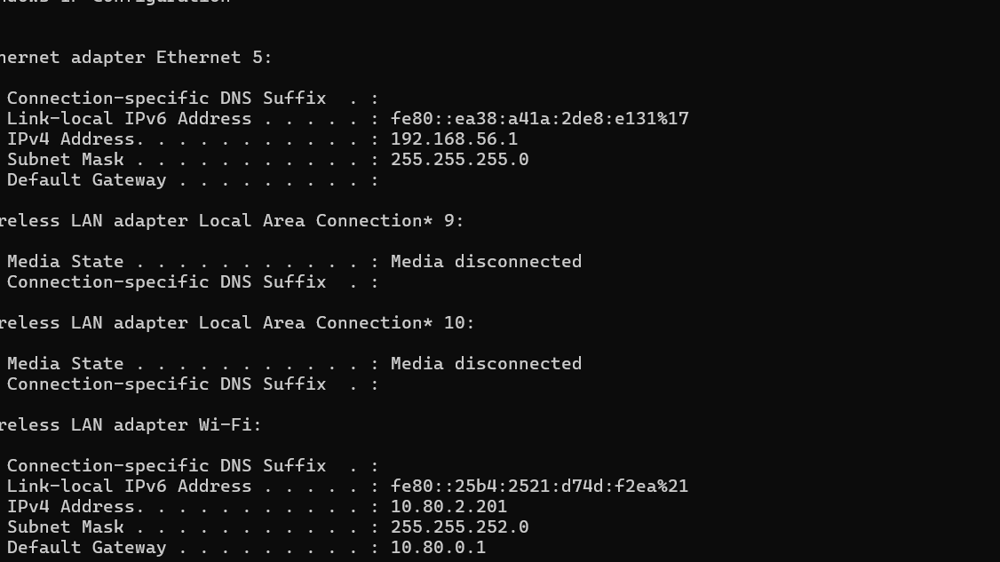 IP Configuration
adapter Ethernet 5:
Connection-specific DNS Suffix  . :
Link-local IPv6 Address . . . . . : fe80::ea38:a41a:2de8:e131%17
IPv4 Address. . . . . . . . . . . : 192.168.56.1
Subnet Mask . . . . . . . . . . . : 255.255.255.0
Default Gateway . . . . . . . . . :
reless LAN adapter Local Area Connection* 9:
Media State . . . . . . . . . . . : Media disconnected
Connection-specific DNS Suffix  . :
reless LAN adapter Local Area Connection* 10:
Media State . . . . . . . . . . . : Media disconnected
Connection-specific DNS Suffix  . :
reless LAN adapter Wi-Fi:
Connection-specific DNS Suffix  . :
Link-local IPv6 Address . . . . . : fe80::25b4:2521:d74d:f2ea%21
IPv4 Address. . . . . . . . . . . : 10.80.2.201
Subnet Mask . . . . . . . . . . . : 255.255.252.0
Default Gateway . . . . . . . . . : 10.80.0.1